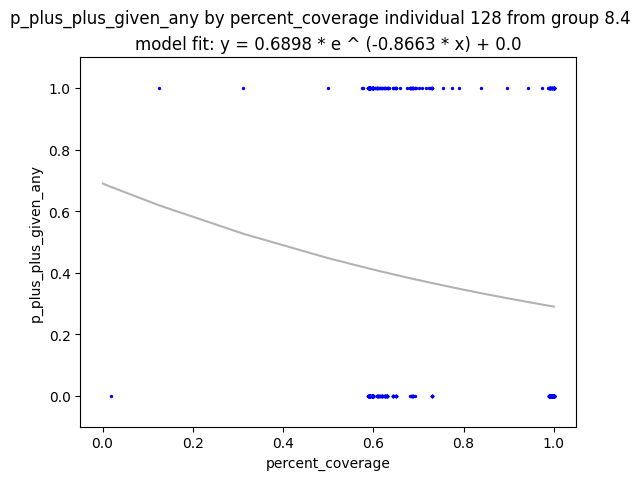 p_plus_plus_given_any by percent_coverage individual 128 from group 8.4
model fit: y = 0.6898 * e ^ (-0.8663 * x) + 0.0
1.0
0.8
0.6
0.4
0.2
0.0
p_plus_plus_given_any
0.0 0.2 0.4 0.6 0.8 1.0
percent_coverage